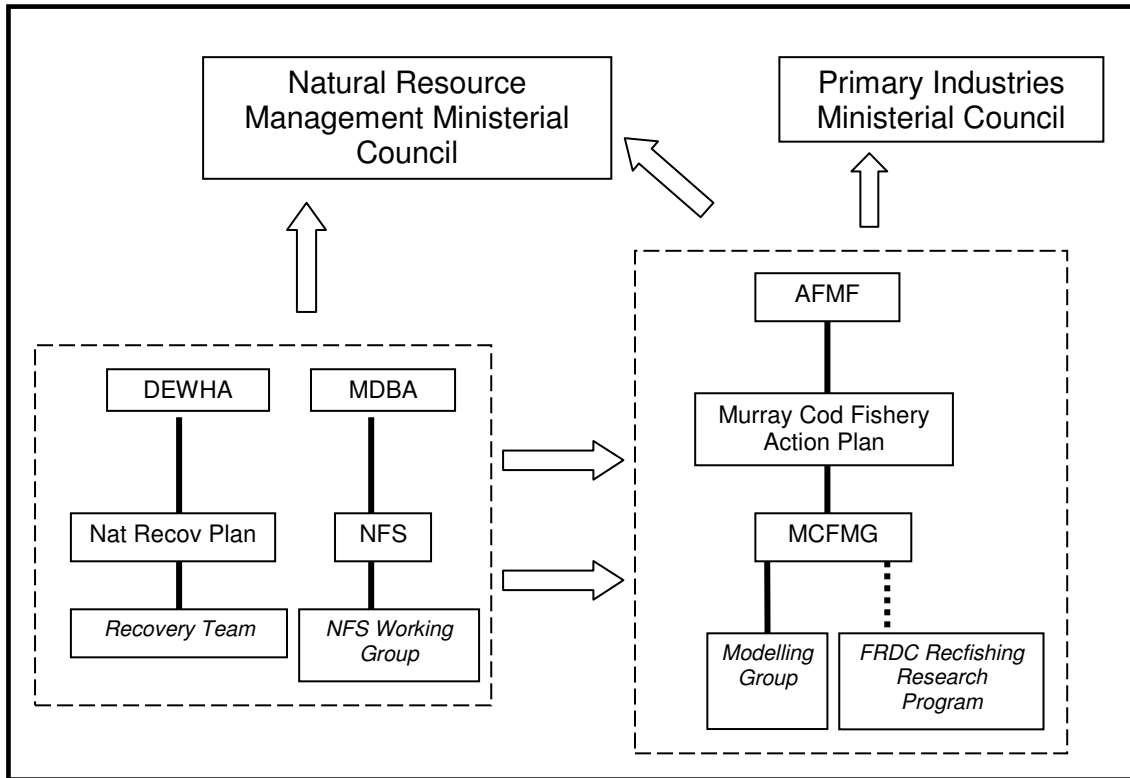 Natural Resource
Management Ministerial
Council
Primary Industries
Ministerial Council
DEWHA
MDBA
Nat Recov Plan
NFS
Recovery Team
NFS Working
Group
AFMF
Murray Cod Fishery
Action Plan
MCFMG
Modelling
Group
FRDC Recfishing
Research
Program